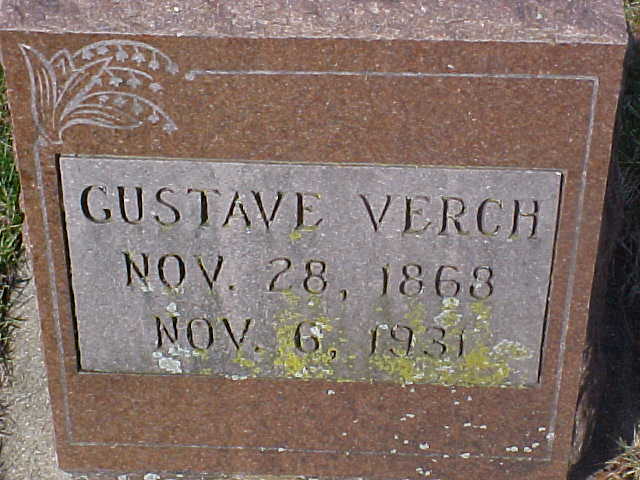 GUSTAVE VERCH
NOV. 28, 1868
NOV. 6, 1931